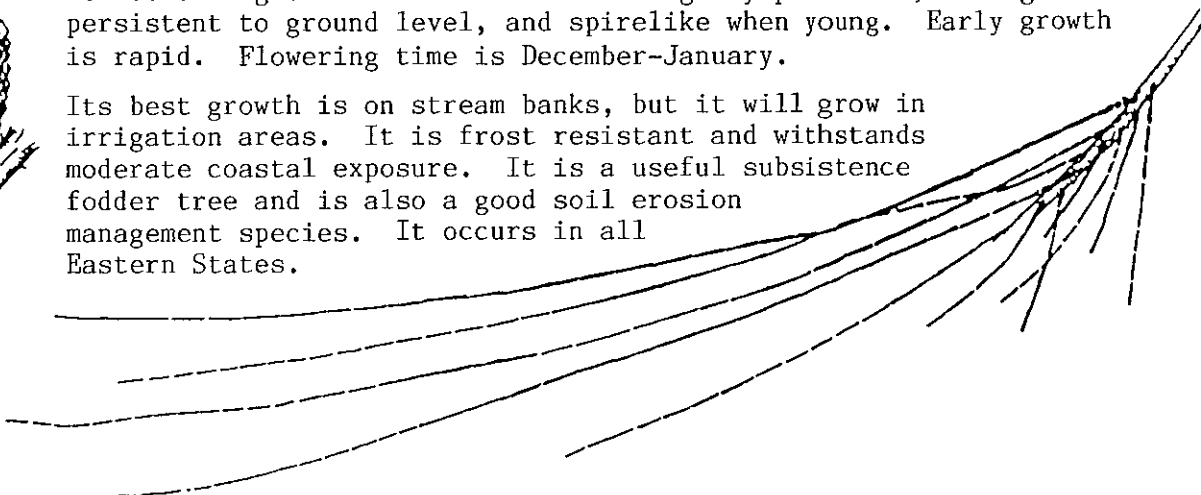 persistent to ground level, and spirelike when young. Early growth
is rapid. Flowering time is December-January.
Its best growth is on stream banks, but it will grow in
irrigation areas. It is frost resistant and withstands
moderate coastal exposure. It is a useful subsistence
fodder tree and is also a good soil erosion
management species. It occurs in all
Eastern States.